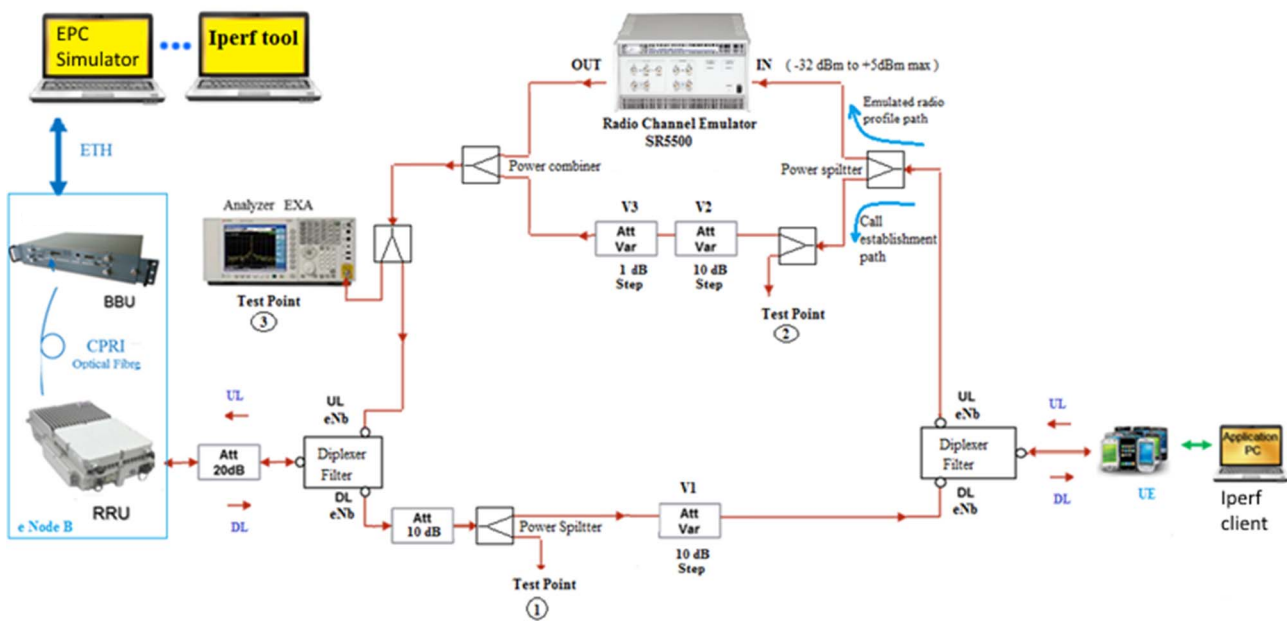 EPC
Simulator
Iperf tool
ETH
BBU
CPRI
Optical Fibre
RRU
e Node B
UL
Att
20dB
DL
Analyzer EXA
Test Point
3
UL
eNb
Diplexer
Filter
DL
eNb
Att
10 dB
Power Spiltter
Test Point
1
V1
Att
Var
10 dB
Step
OUT
IN ( -32 dBm to +5dBm max )
Radio Channel Emulator
SR5500
Emulated radio
profile path
Power combiner
Power spiltter
V3
Att
Var
1 dB
Step
V2
Att
Var
10 dB
Step
Call
establishment
path
Test Point
2
UL
eNb
Diplexer
Filter
DL
eNb
UL
DL
UE
Application
PC
Iperf
client